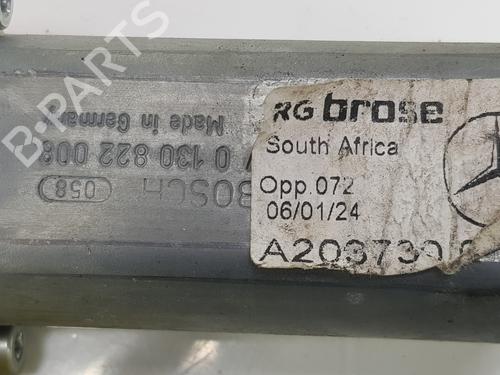 B-PARTS
RG brose
South Africa
Opp.072
06/01/24
Made in Germany
0 130 822 008
BOSCH
058